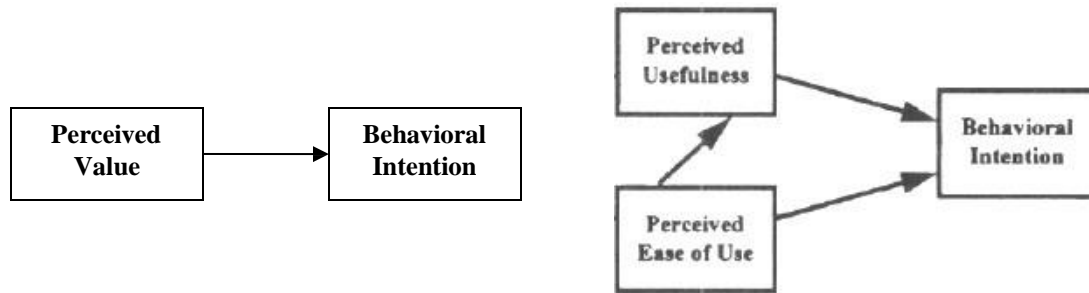 Perceived
Value
Behavioral
Intention
Perceived
Usefulness
Perceived
Ease of Use
Behavioral
Intention